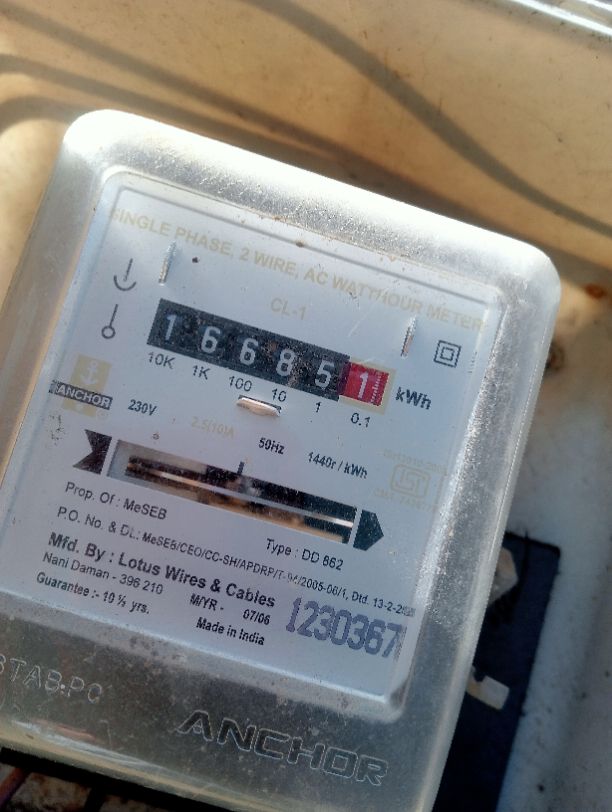 SINGLE PHASE, 2 WIRE, AC WATTHOUR METER
CL-1
1 6 6 8 5 1 kWh
10K 1K 100 10 1 0.1
ANCHOR
230V 2.5(10)A 50Hz 1440r / kWh
Prop. Of : MeSEB
Type : DD 862
P.O. No. & Dt.: MeSEB/CEO/CC-SH/APDRP/T-94/2005-06/1, Dtd. 13-2-
Mfd. By : Lotus Wires & Cables
Nani Daman - 396 210
M/YR - 07/06
Guarantee :- 10 ½ yrs.
Made in India
1230367
ANCHOR